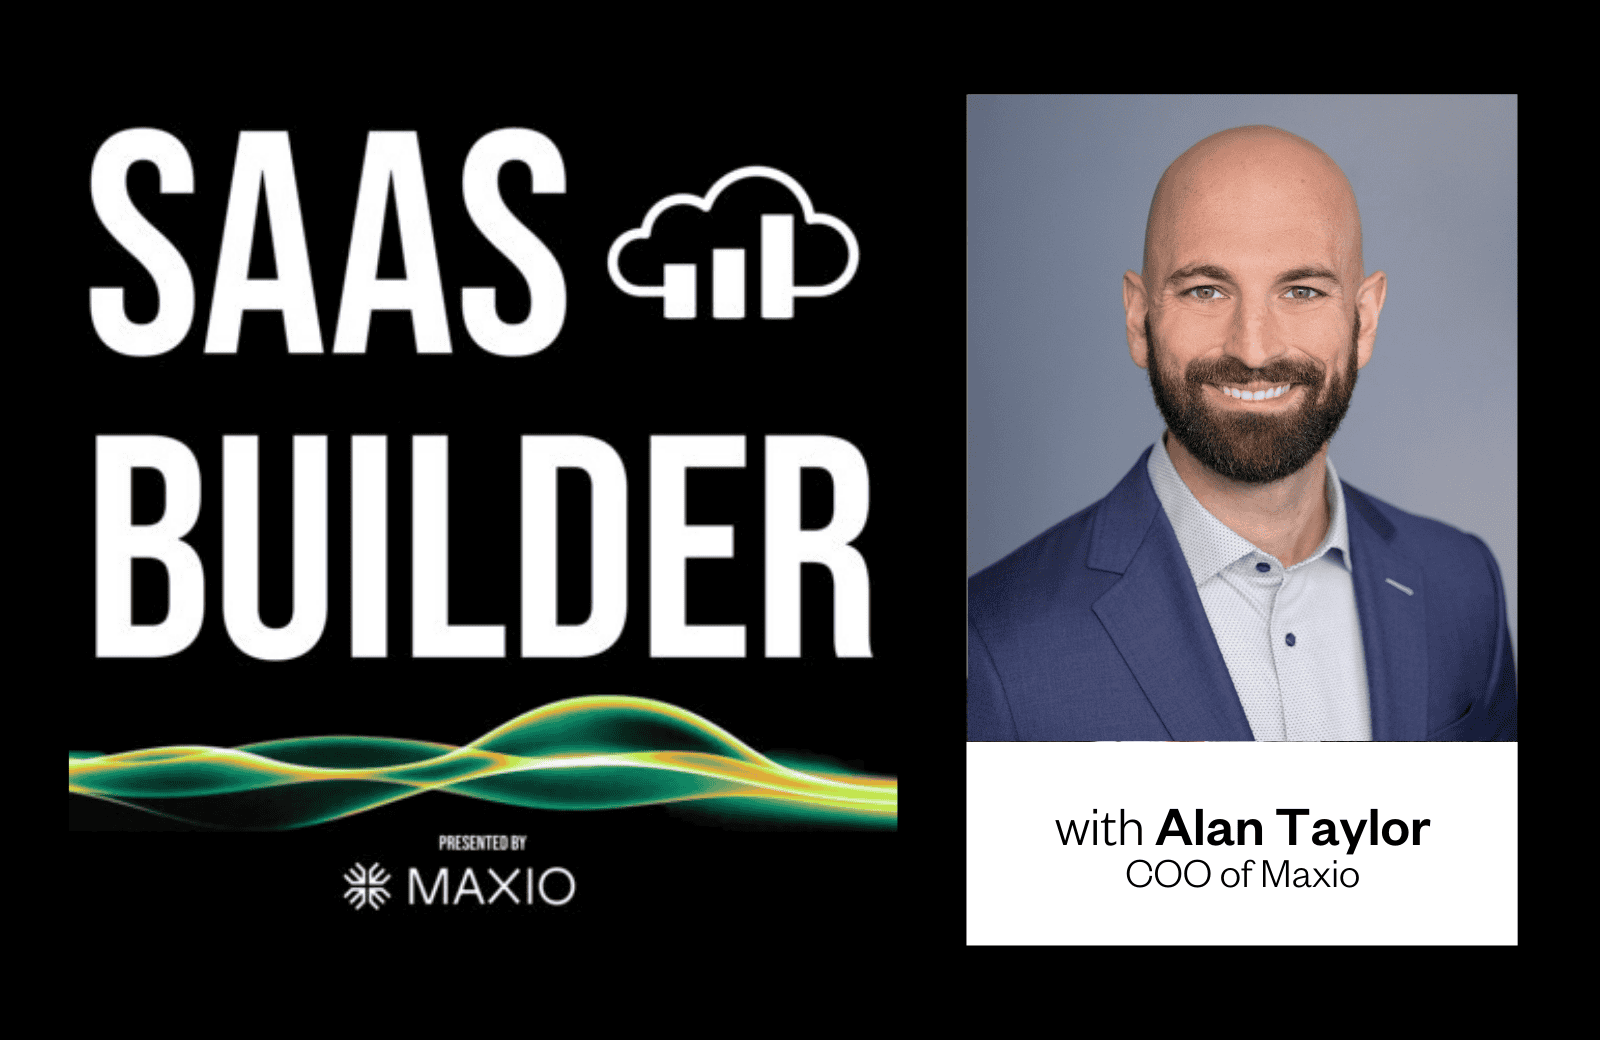 SAAS
BUILDER
PRESENTED BY
MAXIO
with Alan Taylor
COO of Maxio